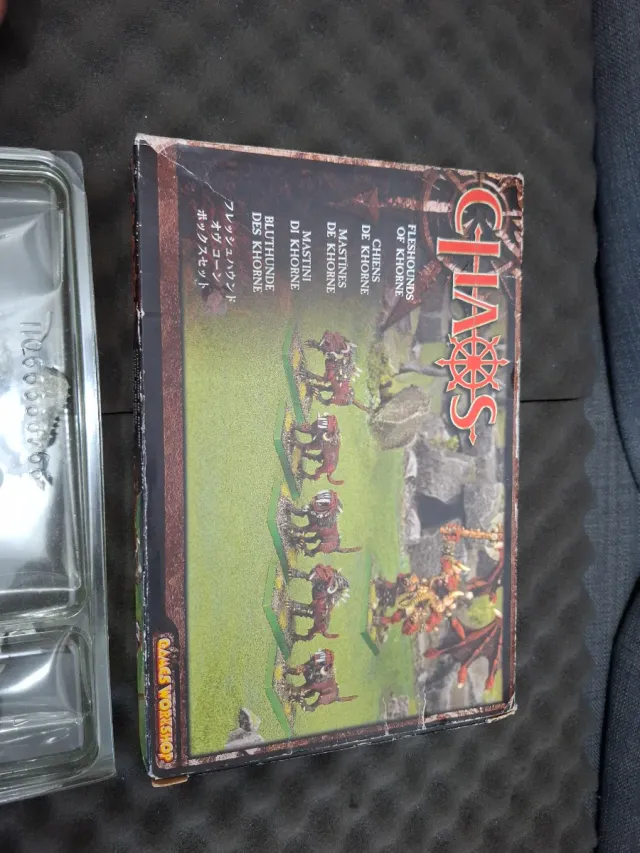 CHAOS
FLESHOUNDS
OF KHORNE
CHIENS
DE KHORNE
MASTINES
DE KHORNE
MASTINI
DI KHORNE
BLUTHUNDE
DES KHORNE
フレッシュハウンド
オヴ コーン
ボックスセット
GAMES WORKSHOP